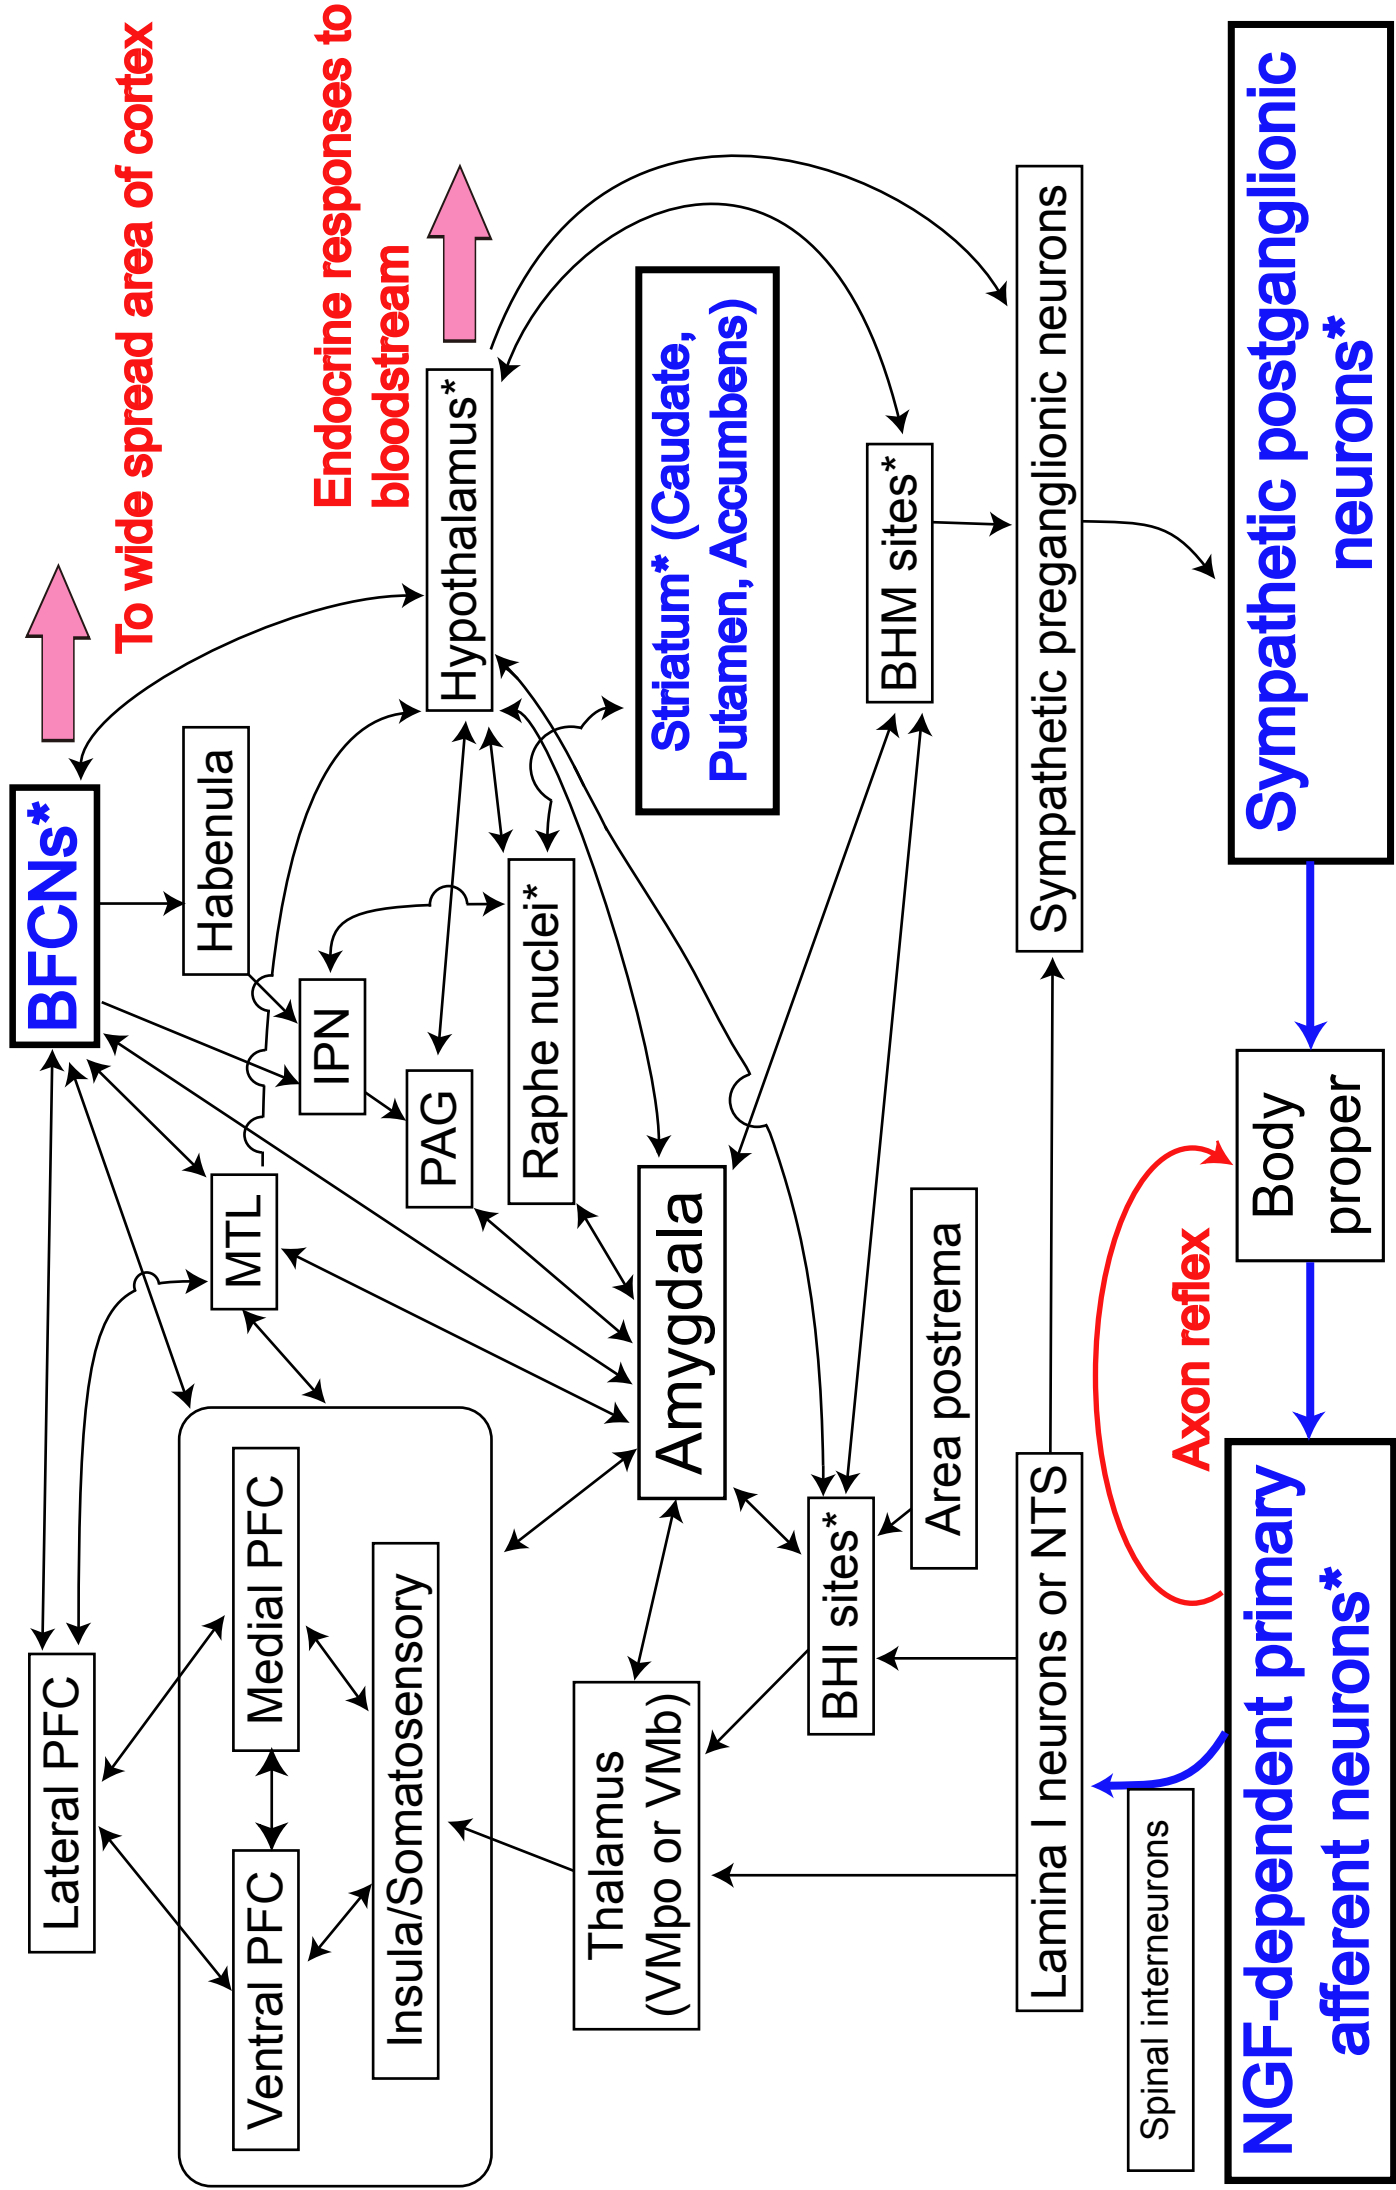 To wide spread area of cortex
BFCNs*
Lateral PFC
Habenula
MTL
Medial PFC
Ventral PFC
Endocrine responses to
bloodstream
IPN
Insula/Somatosensory
Hypothalamus*
PAG
Raphe nuclei*
Striatum* (Caudate,
Putamen, Accumbens)
Amygdala
Thalamus
(VMpo or VMb)
BHM sites*
BHI sites*
Area postrema
Sympathetic preganglionic neurons
Lamina I neurons or NTS
Spinal interneurons
Axon reflex
Sympathetic postganglionic
neurons*
Body
proper
NGF-dependent primary
afferent neurons*